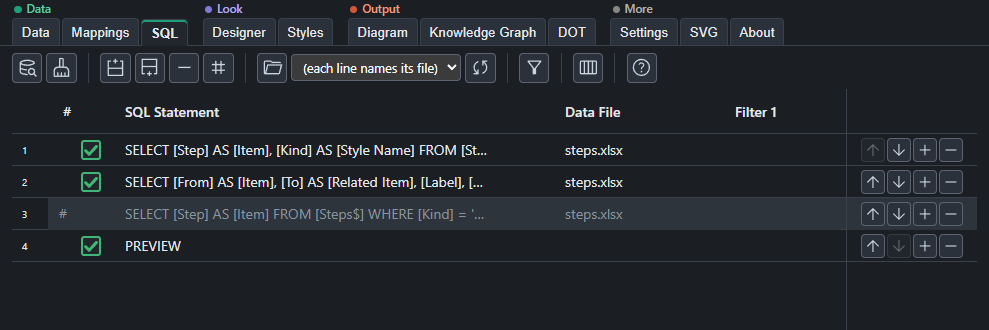 Data Look Output More
Data Mappings SQL Designer Styles Diagram Knowledge Graph DOT Settings SVG About
# (each line names its file) ?
# SQL Statement Data File Filter 1
1 SELECT [Step] AS [Item], [Kind] AS [Style Name] FROM [St... steps.xlsx
2 SELECT [From] AS [Item], [To] AS [Related Item], [Label], [... steps.xlsx
3 # SELECT [Step] AS [Item] FROM [Steps$] WHERE [Kind] = '... steps.xlsx
4 PREVIEW